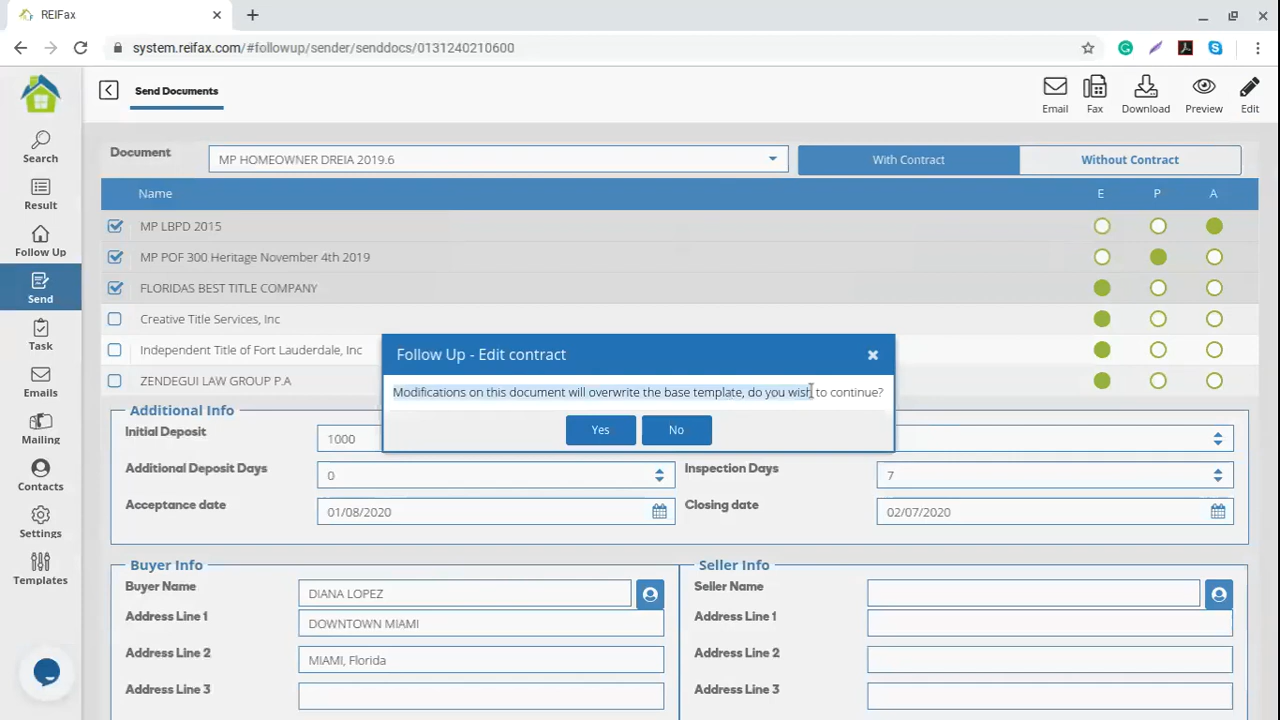 REIFax
system.reifax.com/#followup/sender/senddocs/0131240210600
Send Documents
Email
Fax
Download
Preview
Edit
Search
Result
Follow Up
Send
Task
Emails
Mailing
Contacts
Settings
Templates
Document
MP HOMEOWNER DREIA 2019.6
With Contract
Without Contract
Name
E P A
MP LBPD 2015
MP POF 300 Heritage November 4th 2019
FLORIDAS BEST TITLE COMPANY
Creative Title Services, Inc
Independent Title of Fort Lauderdale, Inc
ZENDEGUI LAW GROUP P.A
Follow Up - Edit contract
Modifications on this document will overwrite the base template, do you wish to continue?
Yes
No
Additional Info
Initial Deposit
1000
Additional Deposit Days
0
Inspection Days
7
Acceptance date
01/08/2020
Closing date
02/07/2020
Buyer Info
Buyer Name
DIANA LOPEZ
Address Line 1
DOWNTOWN MIAMI
Address Line 2
MIAMI, Florida
Address Line 3
Seller Info
Seller Name
Address Line 1
Address Line 2
Address Line 3